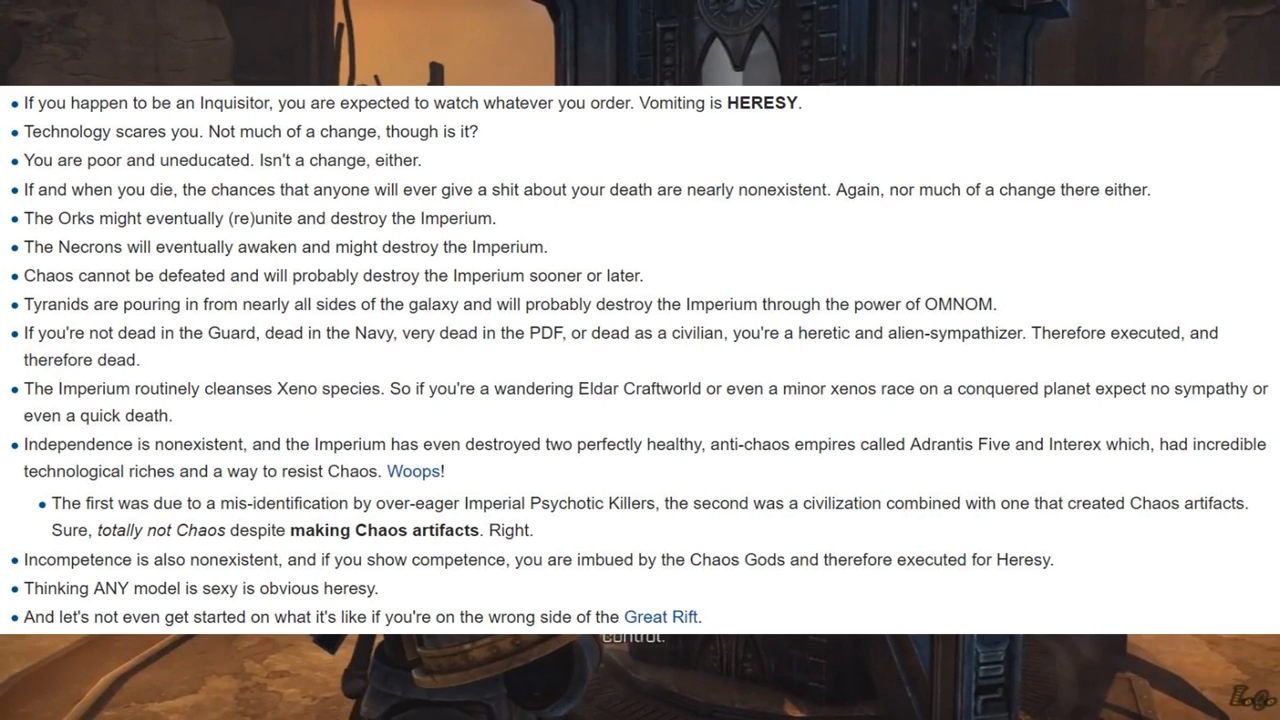 • If you happen to be an Inquisitor, you are expected to watch whatever you order. Vomiting is HERESY.
• Technology scares you. Not much of a change, though is it?
• You are poor and uneducated. Isn't a change, either.
• If and when you die, the chances that anyone will ever give a shit about your death are nearly nonexistent. Again, nor much of a change there either.
• The Orks might eventually (re)unite and destroy the Imperium.
• The Necrons will eventually awaken and might destroy the Imperium.
• Chaos cannot be defeated and will probably destroy the Imperium sooner or later.
• Tyranids are pouring in from nearly all sides of the galaxy and will probably destroy the Imperium through the power of OMNOM.
• If you're not dead in the Guard, dead in the Navy, very dead in the PDF, or dead as a civilian, you're a heretic and alien-sympathizer. Therefore executed, and
therefore dead.
• The Imperium routinely cleanses Xeno species. So if you're a wandering Eldar Craftworld or even a minor xenos race on a conquered planet expect no sympathy or
even a quick death.
• Independence is nonexistent, and the Imperium has even destroyed two perfectly healthy, anti-chaos empires called Adrantis Five and Interex which, had incredible
technological riches and a way to resist Chaos. Woops!
• The first was due to a mis-identification by over-eager Imperial Psychotic Killers, the second was a civilization combined with one that created Chaos artifacts.
Sure, totally not Chaos despite making Chaos artifacts. Right.
• Incompetence is also nonexistent, and if you show competence, you are imbued by the Chaos Gods and therefore executed for Heresy.
• Thinking ANY model is sexy is obvious heresy.
• And let's not even get started on what it's like if you're on the wrong side of the Great Rift.
control.